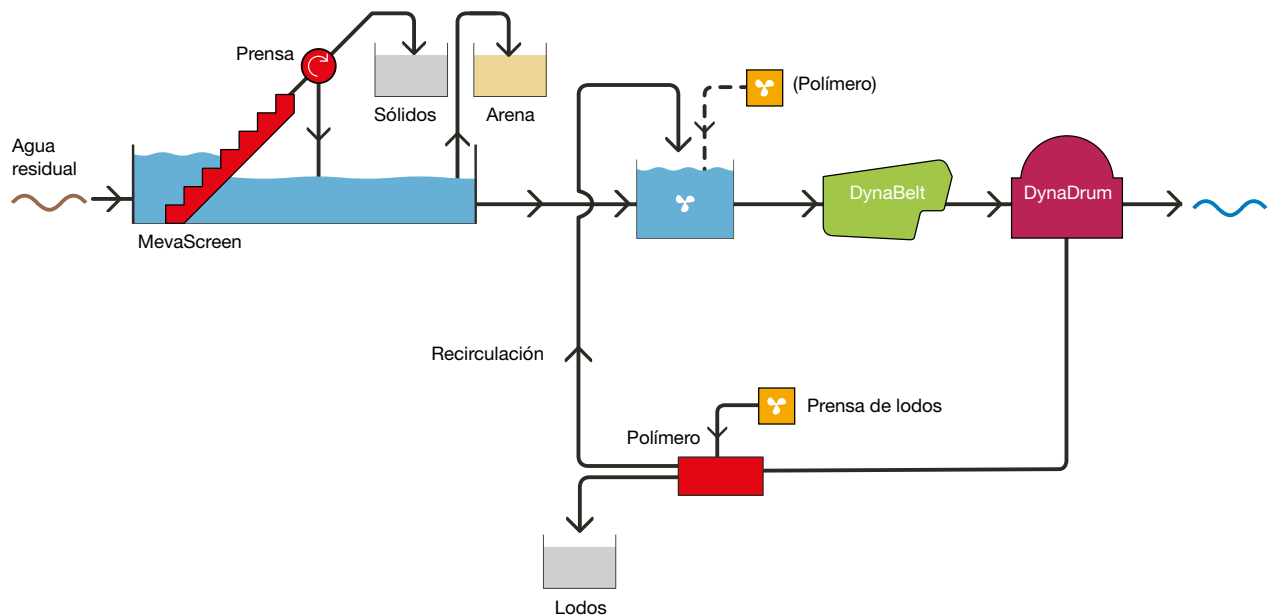 Prensa
Sólidos
Arena
(Polímero)
Agua
residual
MevaScreen
DynaBelt
DynaDrum
Recirculación
Prensa de lodos
Polímero
Lodos